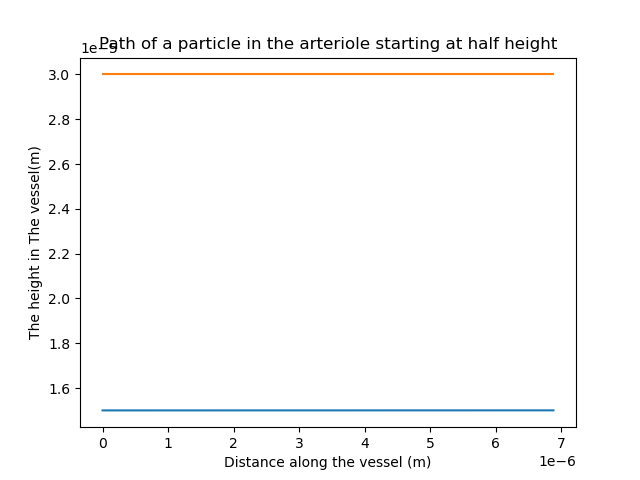 Path of a particle in the arteriole starting at half height
3.0
2.8
2.6
2.4
2.2
2.0
1.8
1.6
The height in The vessel(m)
0 1 2 3 4 5 6 7
1e−6
Distance along the vessel (m)